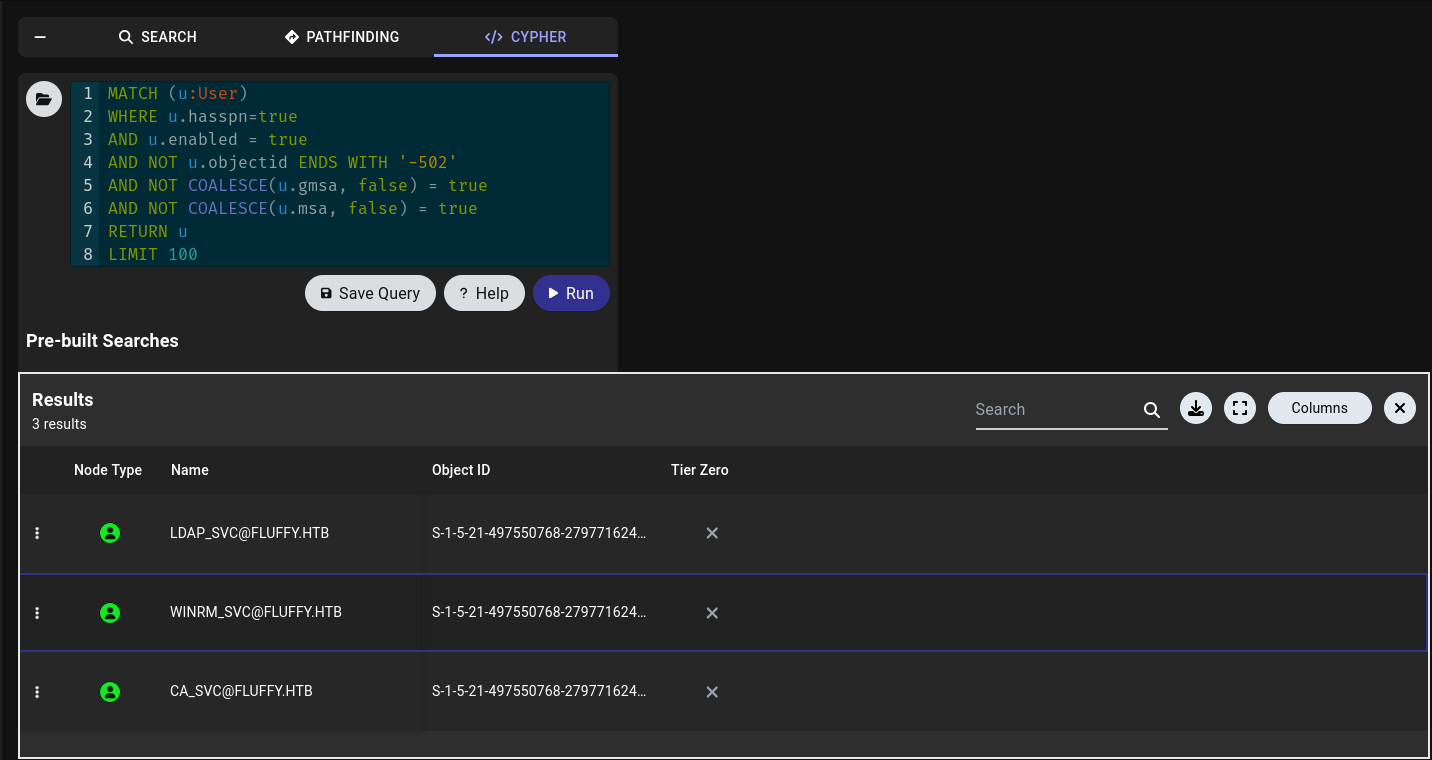 SEARCH PATHFINDING </> CYPHER
1 MATCH (u:User)
2 WHERE u.hasspn=true
3 AND u.enabled = true
4 AND NOT u.objectid ENDS WITH '-502'
5 AND NOT COALESCE(u.gmsa, false) = true
6 AND NOT COALESCE(u.msa, false) = true
7 RETURN u
8 LIMIT 100
Save Query ? Help Run
Pre-built Searches
Results
3 results
Search
Columns
Node Type Name Object ID Tier Zero
LDAP_SVC@FLUFFY.HTB S-1-5-21-497550768-279771624...
WINRM_SVC@FLUFFY.HTB S-1-5-21-497550768-279771624...
CA_SVC@FLUFFY.HTB S-1-5-21-497550768-279771624...